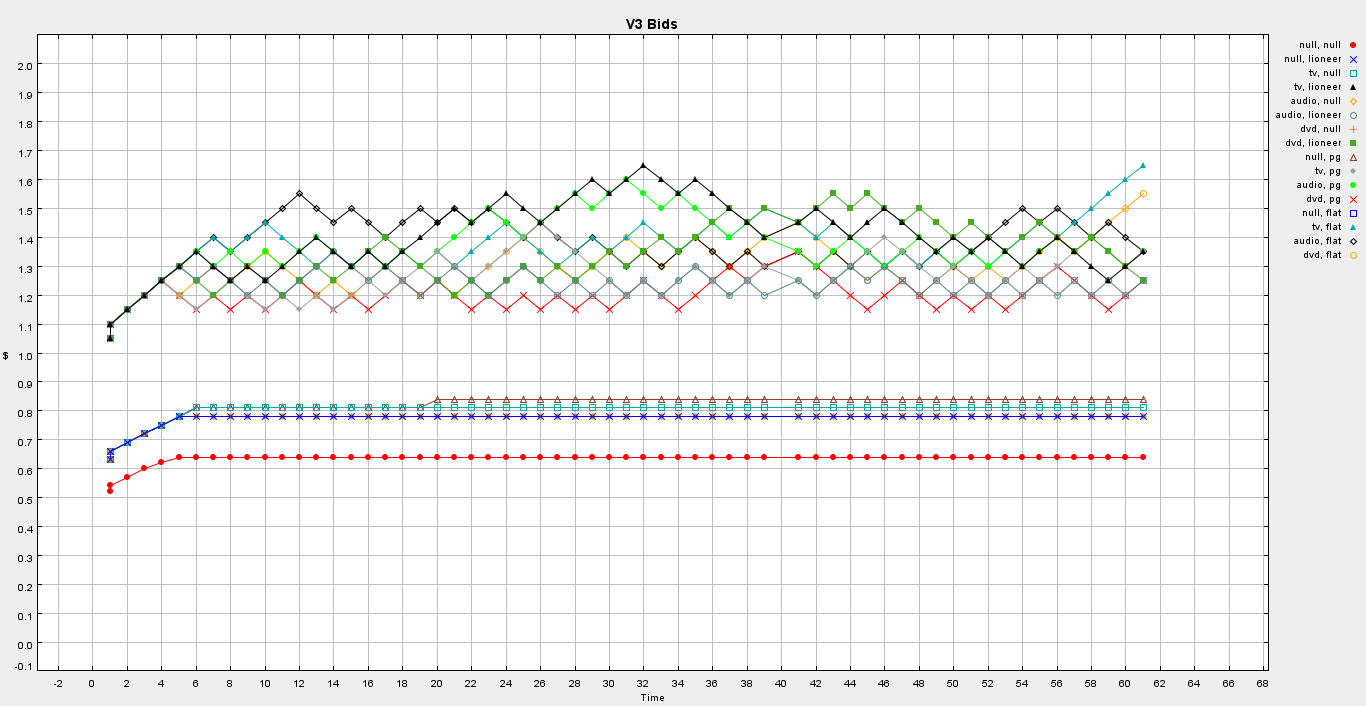 V3 Bids
2.0
1.9
1.8
1.7
1.6
1.5
1.4
1.3
1.2
1.1
1.0
0.9
0.8
0.7
0.6
0.5
0.4
0.3
0.2
0.1
0.0
-0.1
$
-2 0 2 4 6 8 10 12 14 16 18 20 22 24 26 28 30 32 34 36 38 40 42 44 46 48 50 52 54 56 58 60 62 64 66 68
Time
null, null
null, lioneer
tv, null
tv, lioneer
audio, null
audio, lioneer
dvd, null
dvd, lioneer
null, pg
tv, pg
audio, pg
dvd, pg
null, flat
tv, flat
audio, flat
dvd, flat